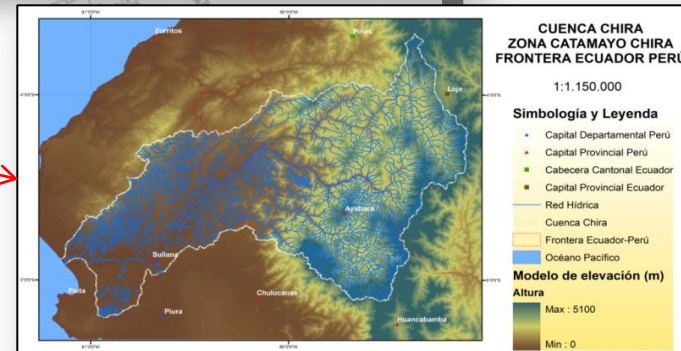 CUENCA CHIRA
ZONA CATAMAYO CHIRA
FRONTERA ECUADOR PERÚ
1:1.150.000
Simbología y Leyenda
Capital Departamental Perú
Capital Provincial Perú
Cabecera Cantonal Ecuador
Capital Provincial Ecuador
Red Hídrica
Cuenca Chira
Frontera Ecuador-Perú
Océano Pacífico
Modelo de elevación (m)
Altura
Max : 5100
Min : 0
Zorritos
Piñas
Loja
Ayabaca
Sullana
Paita
Chulucanas
Piura
Huancabamba